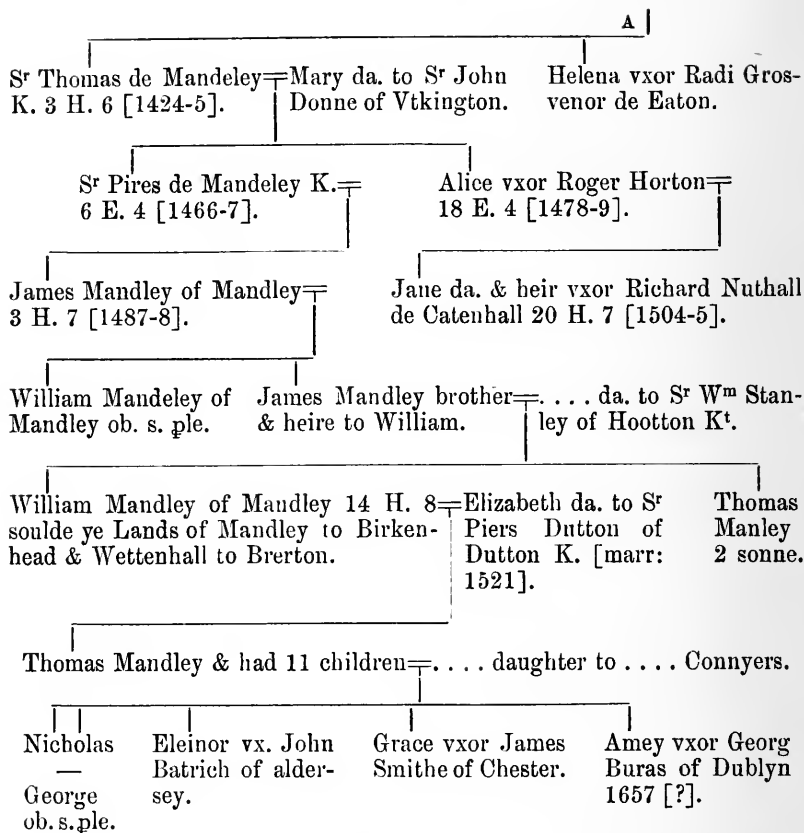 A
Sʳ Thomas de Mandeley
K. 3 H. 6 [1424-5].
Mary da. to Sʳ John
Donne of Vtkington.
Helena vxor Radi Gros-
venor de Eaton.
Sʳ Pires de Mandeley K.
6 E. 4 [1466-7].
Alice vxor Roger Horton
18 E. 4 [1478-9].
James Mandley of Mandley
3 H. 7 [1487-8].
Jane da. & heir vxor Richard Nuthall
de Catenhall 20 H. 7 [1504-5].
William Mandeley of
Mandley ob. s. ꝑle.
James Mandley brother
& heire to William.
. . . . da. to Sʳ Wᵐ Stan-
ley of Hootton Kᵗ.
William Mandley of Mandley 14 H. 8
soulde ye Lands of Mandley to Birken-
head & Wettenhall to Brerton.
Elizabeth da. to Sʳ
Piers Dutton of
Dutton K. [marr:
1521].
Thomas
Manley
2 sonne.
Thomas Mandley & had 11 children
. . . . daughter to . . . . Connyers.
Nicholas
—
George
ob. s. ꝑle.
Eleinor vx. John
Batrich of alder-
sey.
Grace vxor James
Smithe of Chester.
Amey vxor Georg
Buras of Dublyn
1657 [?].